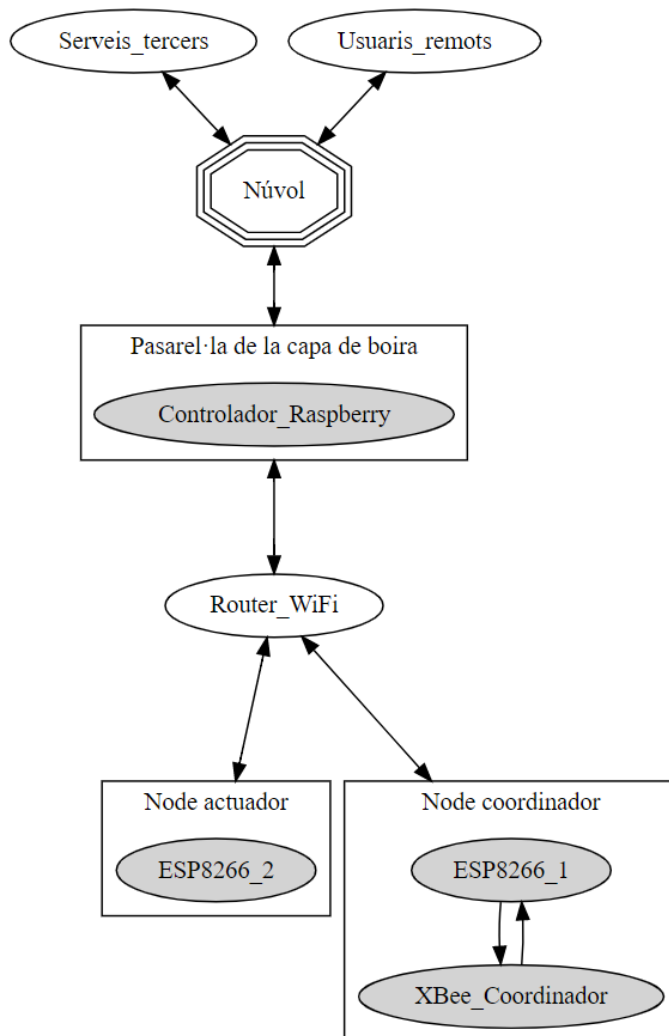 Serveis_tercers
Usuaris_remots
Núvol
Pasarel·la de la capa de boira
Controlador_Raspberry
Router_WiFi
Node actuador
ESP8266_2
Node coordinador
ESP8266_1
XBee_Coordinador